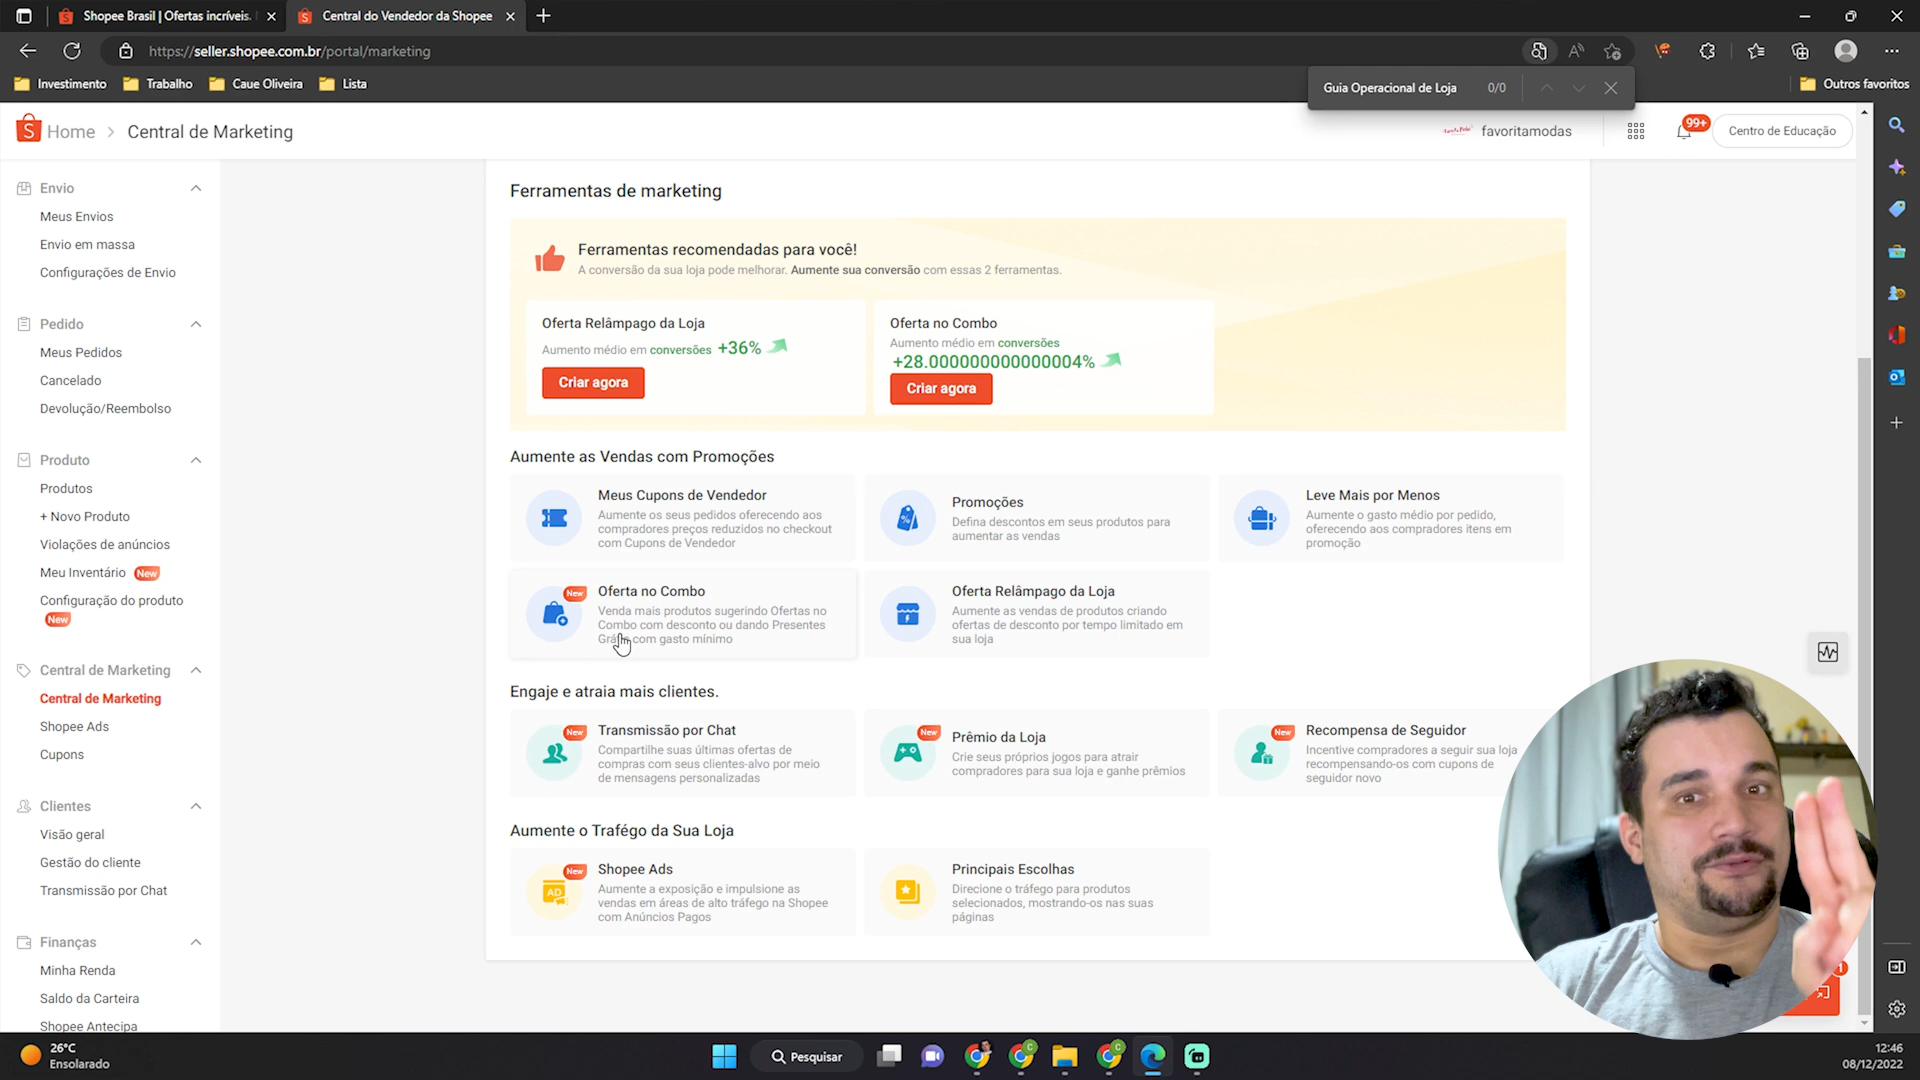 Shopee Brasil | Ofertas incríveis.
Central do Vendedor da Shopee
https://seller.shopee.com.br/portal/marketing
Investimento
Trabalho
Caue Oliveira
Lista
Guia Operacional de Loja
0/0
Outros favoritos
Home > Central de Marketing
favoritamodas
99+
Centro de Educação
Envio
Meus Envios
Envio em massa
Configurações de Envio
Pedido
Meus Pedidos
Cancelado
Devolução/Reembolso
Produto
Produtos
+ Novo Produto
Violações de anúncios
Meu Inventário New
Configuração do produto
New
Central de Marketing
Central de Marketing
Shopee Ads
Cupons
Clientes
Visão geral
Gestão do cliente
Transmissão por Chat
Finanças
Minha Renda
Saldo da Carteira
Shopee Antecipa
Ferramentas de marketing
Ferramentas recomendadas para você!
A conversão da sua loja pode melhorar. Aumente sua conversão com essas 2 ferramentas.
Oferta Relâmpago da Loja
Aumento médio em conversões +36%
Criar agora
Oferta no Combo
Aumento médio em conversões
+28.000000000000004%
Criar agora
Aumente as Vendas com Promoções
Meus Cupons de Vendedor
Aumente os seus pedidos oferecendo aos
compradores preços reduzidos no checkout
com Cupons de Vendedor
Promoções
Defina descontos em seus produtos para
aumentar as vendas
Leve Mais por Menos
Aumente o gasto médio por pedido,
oferecendo aos compradores itens em
promoção
New
Oferta no Combo
Venda mais produtos sugerindo Ofertas no
Combo com desconto ou dando Presentes
com gasto mínimo
Oferta Relâmpago da Loja
Aumente as vendas de produtos criando
ofertas de desconto por tempo limitado em
sua loja
Engaje e atraia mais clientes.
New
Transmissão por Chat
Compartilhe suas últimas ofertas de
compras com seus clientes-alvo por meio
de mensagens personalizadas
New
Prêmio da Loja
Crie seus próprios jogos para atrair
compradores para sua loja e ganhe prêmios
New
Recompensa de Seguidor
Incentive compradores a seguir sua loja
recompensando-os com cupons de
seguidor novo
Aumente o Trafégo da Sua Loja
New
AD
Shopee Ads
Aumente a exposição e impulsione as
vendas em áreas de alto tráfego na Shopee
com Anúncios Pagos
Principais Escolhas
Direcione o tráfego para produtos
selecionados, mostrando-os nas suas
páginas
26°C
Ensolarado
Pesquisar
12:46
08/12/2022